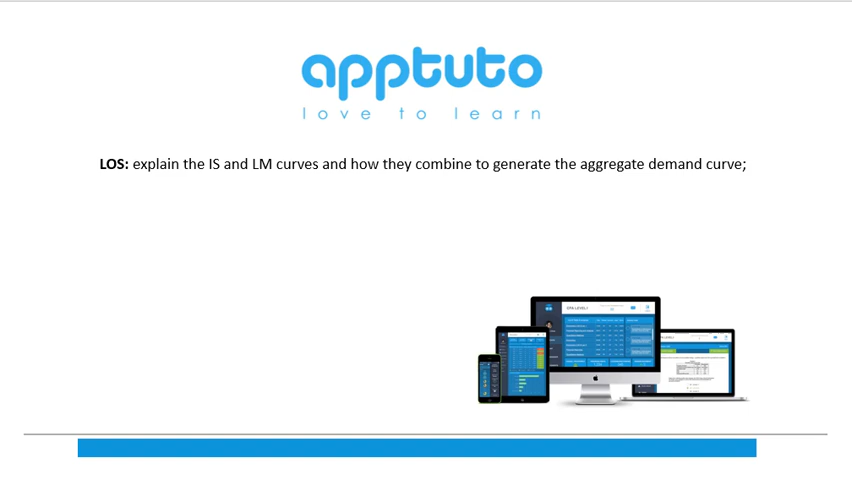 apptuto
love to learn
LOS: explain the IS and LM curves and how they combine to generate the aggregate demand curve;